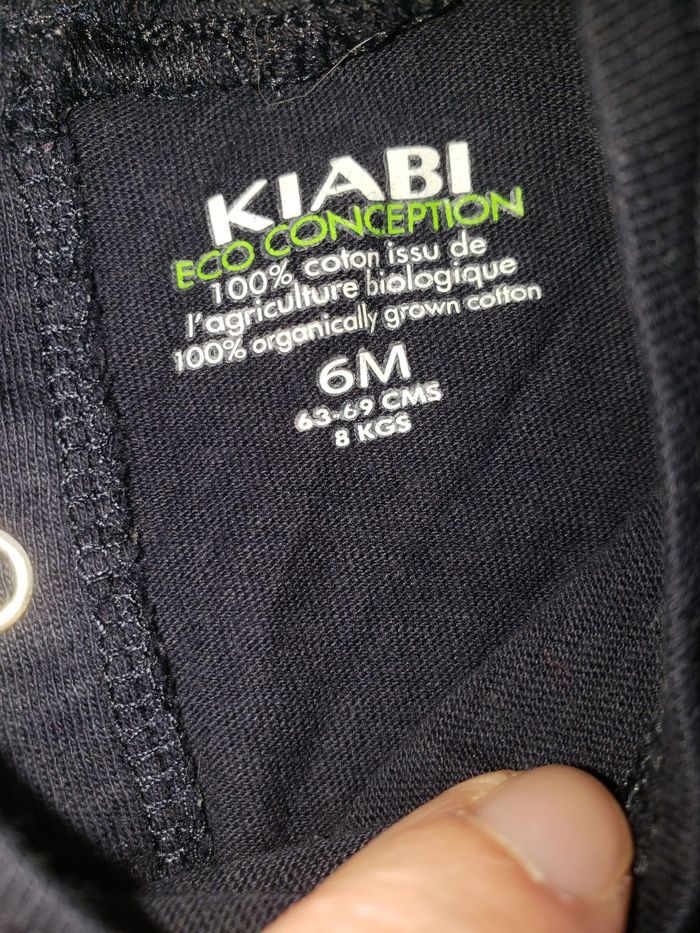 KIABI
ECO CONCEPTION
100% coton issu de
l'agriculture biologique
100% organically grown cotton
6M
63-69 CMS
8 KGS